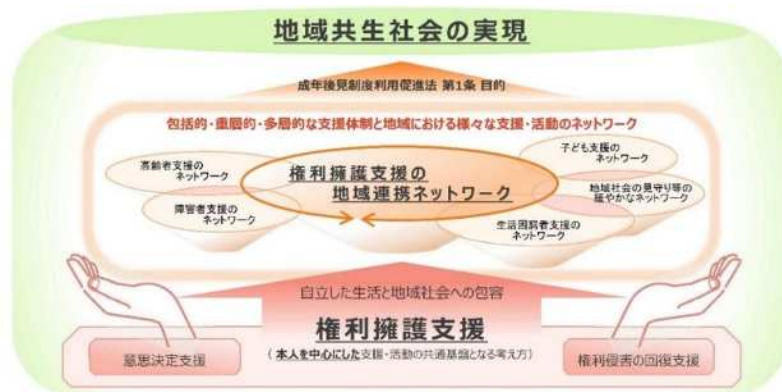 地域共生社会の実現
成年後見制度利用促進法 第1条 目的
包括的・重層的・多層的な支援体制と地域における様々な支援・活動のネットワーク
高齢者支援の
ネットワーク
障害者支援の
ネットワーク
権利擁護支援の
地域連携ネットワーク
子ども支援の
ネットワーク
地域社会の見守り等の
緩やかなネットワーク
生活困窮者支援の
ネットワーク
自立した生活と地域社会への包容
権利擁護支援
(本人を中心にした支援・活動の共通基盤となる考え方)
意思決定支援
権利侵害の回復支援